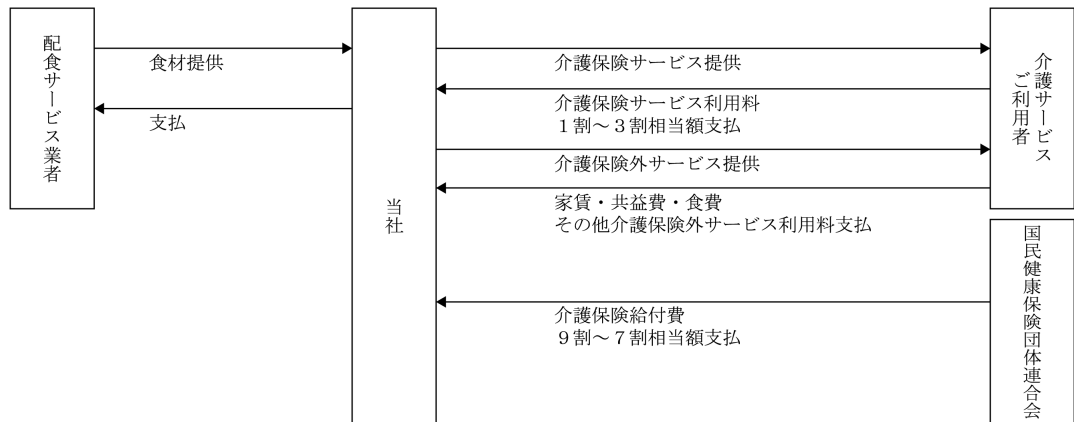 配食サービス業者
食材提供
支払
当社
介護保険サービス提供
介護保険サービス利用料
1割~3割相当額支払
介護保険外サービス提供
家賃・共益費・食費
その他介護保険外サービス利用料支払
介護保険給付費
9割~7割相当額支払
介護サービス
ご利用者
国民健康保険団体連合会